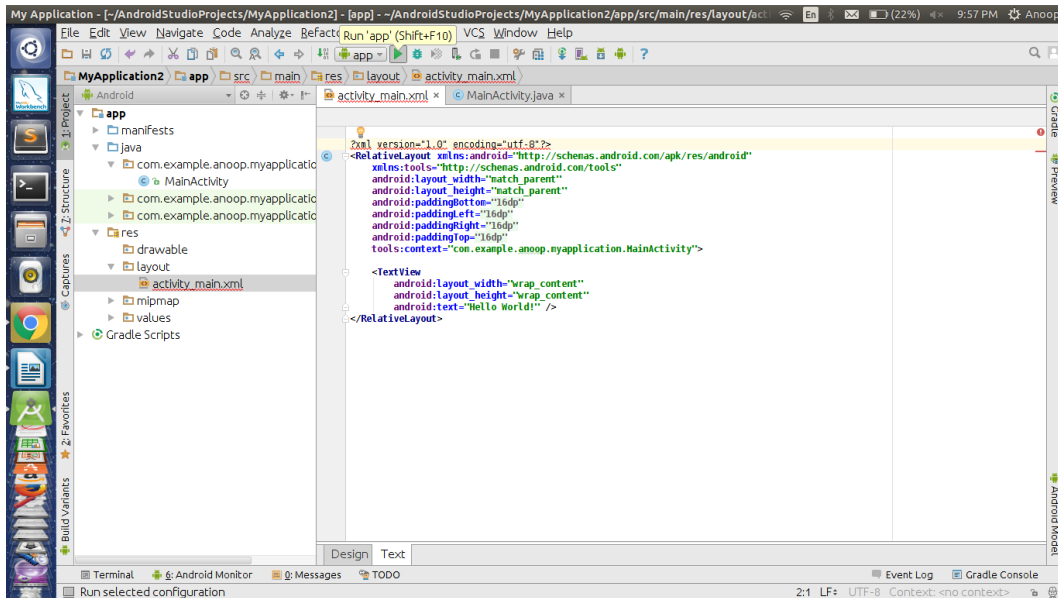 My Application - [~/AndroidStudioProjects/MyApplication2] - [app] - ~/AndroidStudioProjects/MyApplication2/app/src/main/res/layout/act En (22%) 9:57 PM Anoop
File Edit View Navigate Code Analyze Refact Run 'app' (Shift+F10) VCS Window Help
app
MyApplication2 app src main res layout activity_main.xml
Android
activity_main.xml × MainActivity.java ×
1: Project
Z: Structure
Captures
2: Favorites
Build Variants
app
manifests
java
com.example.anoop.myapplicatio
MainActivity
com.example.anoop.myapplicatio
com.example.anoop.myapplicatio
res
drawable
layout
activity_main.xml
mipmap
values
Gradle Scripts
?xml version="1.0" encoding="utf-8"?>
<RelativeLayout xmlns:android="http://schemas.android.com/apk/res/android"
xmlns:tools="http://schemas.android.com/tools"
android:layout_width="match_parent"
android:layout_height="match_parent"
android:paddingBottom="16dp"
android:paddingLeft="16dp"
android:paddingRight="16dp"
android:paddingTop="16dp"
tools:context="com.example.anoop.myapplication.MainActivity">
<TextView
android:layout_width="wrap_content"
android:layout_height="wrap_content"
android:text="Hello World!" />
</RelativeLayout>
Gradle
Preview
Android Model
Design Text
Terminal 6: Android Monitor 0: Messages TODO Event Log Gradle Console
Run selected configuration 2:1 LF÷ UTF-8 Context: <no context>